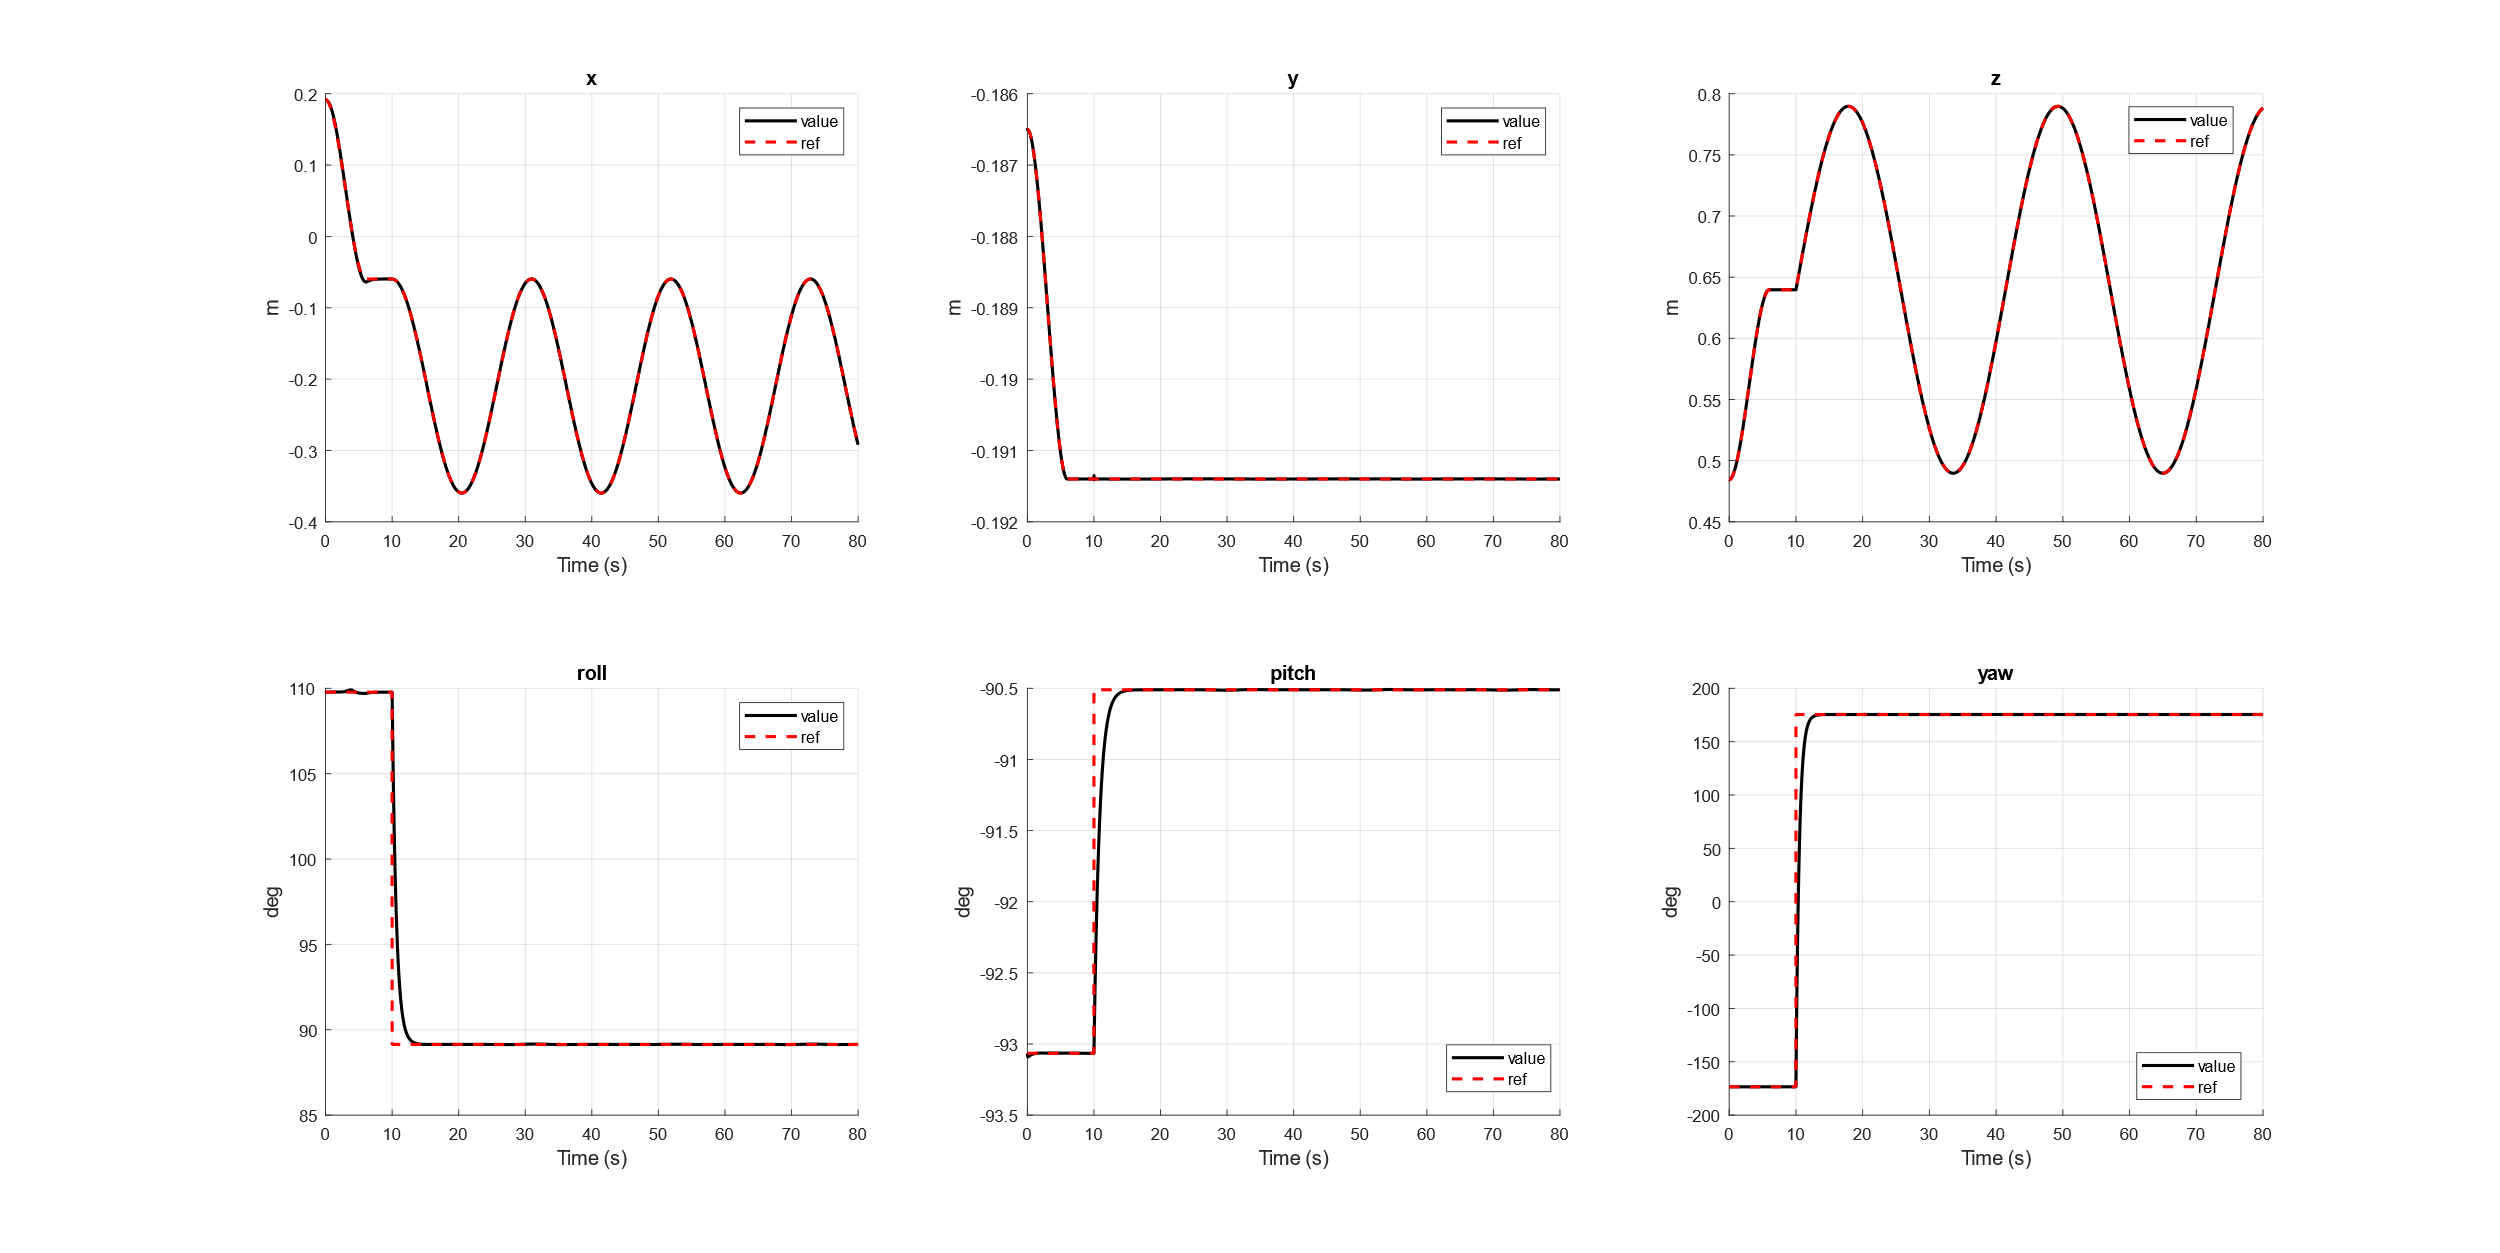 x
0.2
0.1
0
-0.1
-0.2
-0.3
-0.4
m
0 10 20 30 40 50 60 70 80
Time (s)
value
ref
y
-0.186
-0.187
-0.188
-0.189
-0.19
-0.191
-0.192
m
0 10 20 30 40 50 60 70 80
Time (s)
value
ref
z
0.8
0.75
0.7
0.65
0.6
0.55
0.5
0.45
m
0 10 20 30 40 50 60 70 80
Time (s)
value
ref
roll
110
105
100
95
90
85
deg
0 10 20 30 40 50 60 70 80
Time (s)
value
ref
pitch
-90.5
-91
-91.5
-92
-92.5
-93
-93.5
deg
0 10 20 30 40 50 60 70 80
Time (s)
value
ref
yaw
200
150
100
50
0
-50
-100
-150
-200
deg
0 10 20 30 40 50 60 70 80
Time (s)
value
ref